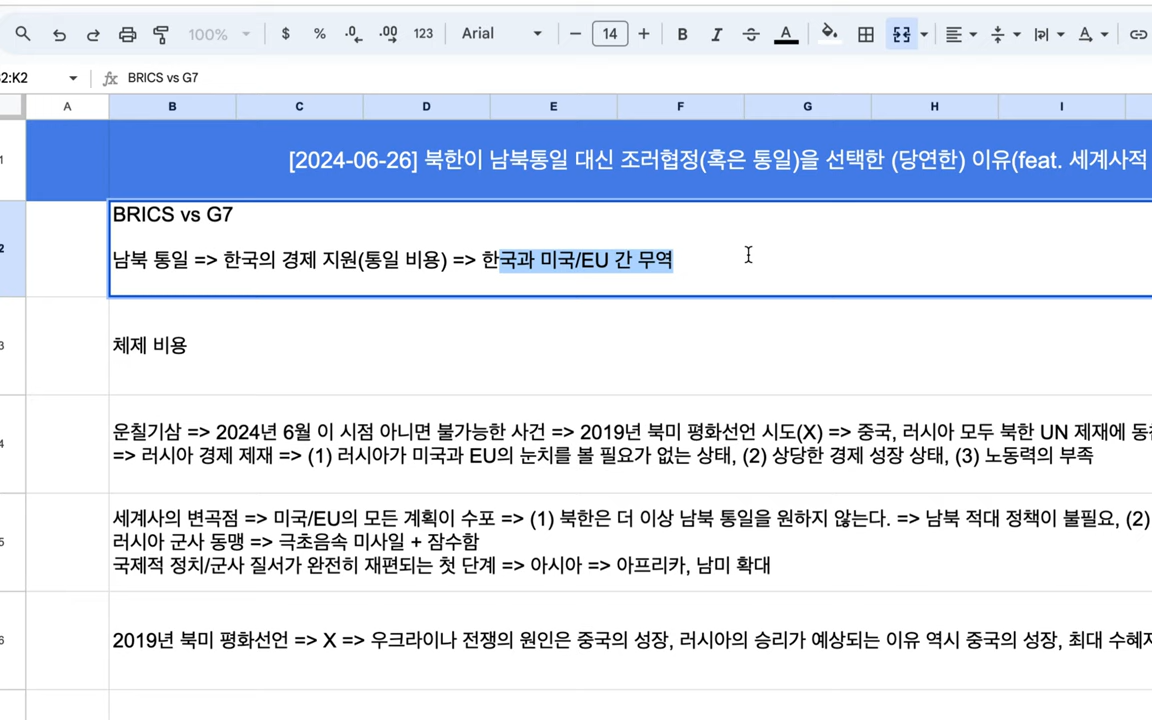 100%
$ % .0 .00 123 Arial 14 B I A
2:K2 fx BRICS vs G7
A B C D E F G H I
1 [2024-06-26] 북한이 남북통일 대신 조러협정(혹은 통일)을 선택한 (당연한) 이유(feat. 세계사적
BRICS vs G7
2
남북 통일 => 한국의 경제 지원(통일 비용) => 한국과 미국/EU 간 무역
3 체제 비용
운칠기삼 => 2024년 6월 이 시점 아니면 불가능한 사건 => 2019년 북미 평화선언 시도(X) => 중국, 러시아 모두 북한 UN 제재에
4
=> 러시아 경제 제재 => (1) 러시아가 미국과 EU의 눈치를 볼 필요가 없는 상태, (2) 상당한 경제 성장 상태, (3) 노동력의 부족
세계사의 변곡점 => 미국/EU의 모든 계획이 수포 => (1) 북한은 더 이상 남북 통일을 원하지 않는다. => 남북 적대 정책이 불필요, (2)
5 러시아 군사 동맹 => 극초음속 미사일 + 잠수함
국제적 정치/군사 질서가 완전히 재편되는 첫 단계 => 아시아 => 아프리카, 남미 확대
6 2019년 북미 평화선언 => X => 우크라이나 전쟁의 원인은 중국의 성장, 러시아의 승리가 예상되는 이유 역시 중국의 성장, 최대